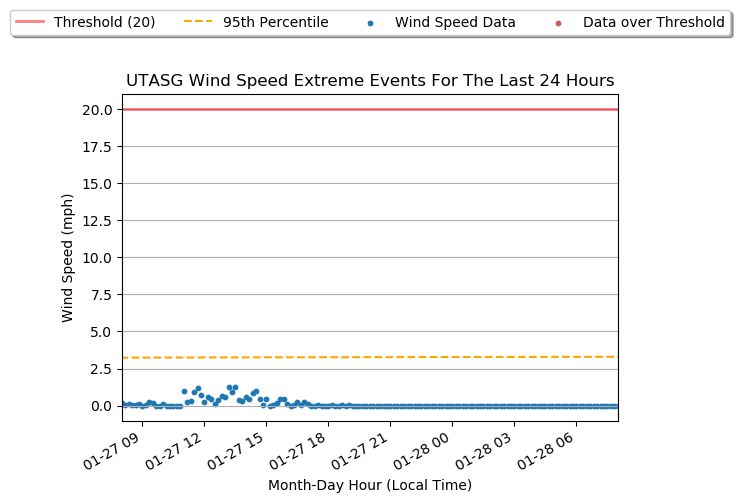 Threshold (20) 95th Percentile Wind Speed Data Data over Threshold
UTASG Wind Speed Extreme Events For The Last 24 Hours
20.0
17.5
15.0
12.5
10.0
7.5
5.0
2.5
0.0
Wind Speed (mph)
01-27 09 01-27 12 01-27 15 01-27 18 01-27 21 01-28 00 01-28 03 01-28 06
Month-Day Hour (Local Time)